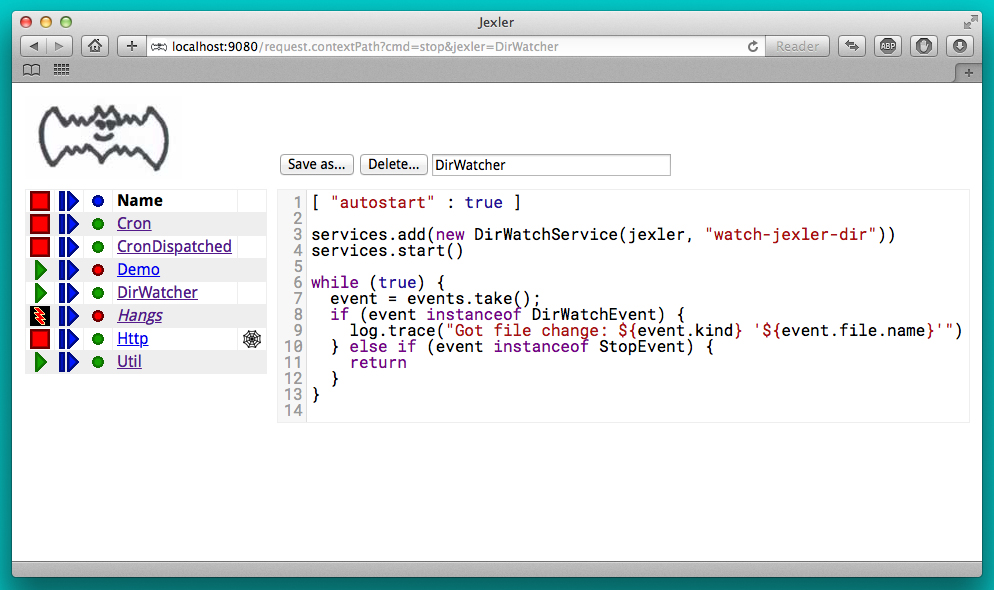 Jexler
localhost:9080/request.contextPath?cmd=stop&jexler=DirWatcher
Reader
ABP
Save as... Delete... DirWatcher
Name
Cron
CronDispatched
Demo
DirWatcher
Hangs
Http
Util
1 [ "autostart" : true ]
2
3 services.add(new DirWatchService(jexler, "watch-jexler-dir"))
4 services.start()
5
6 while (true) {
7   event = events.take();
8   if (event instanceof DirWatchEvent) {
9     log.trace("Got file change: ${event.kind} '${event.file.name}'")
10   } else if (event instanceof StopEvent) {
11     return
12   }
13 }
14